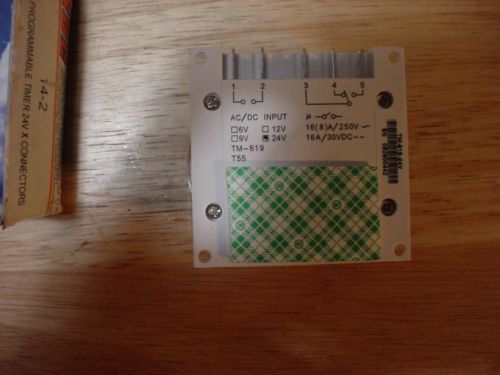 14-2
PROGRAMMABLE TIMER 24V X CONNECTORS
1 2 3 4 5
AC/DC INPUT
6V 12V
9V 24V
TM-619
T55
μ
16(8)A/250V~
16A/30VDC